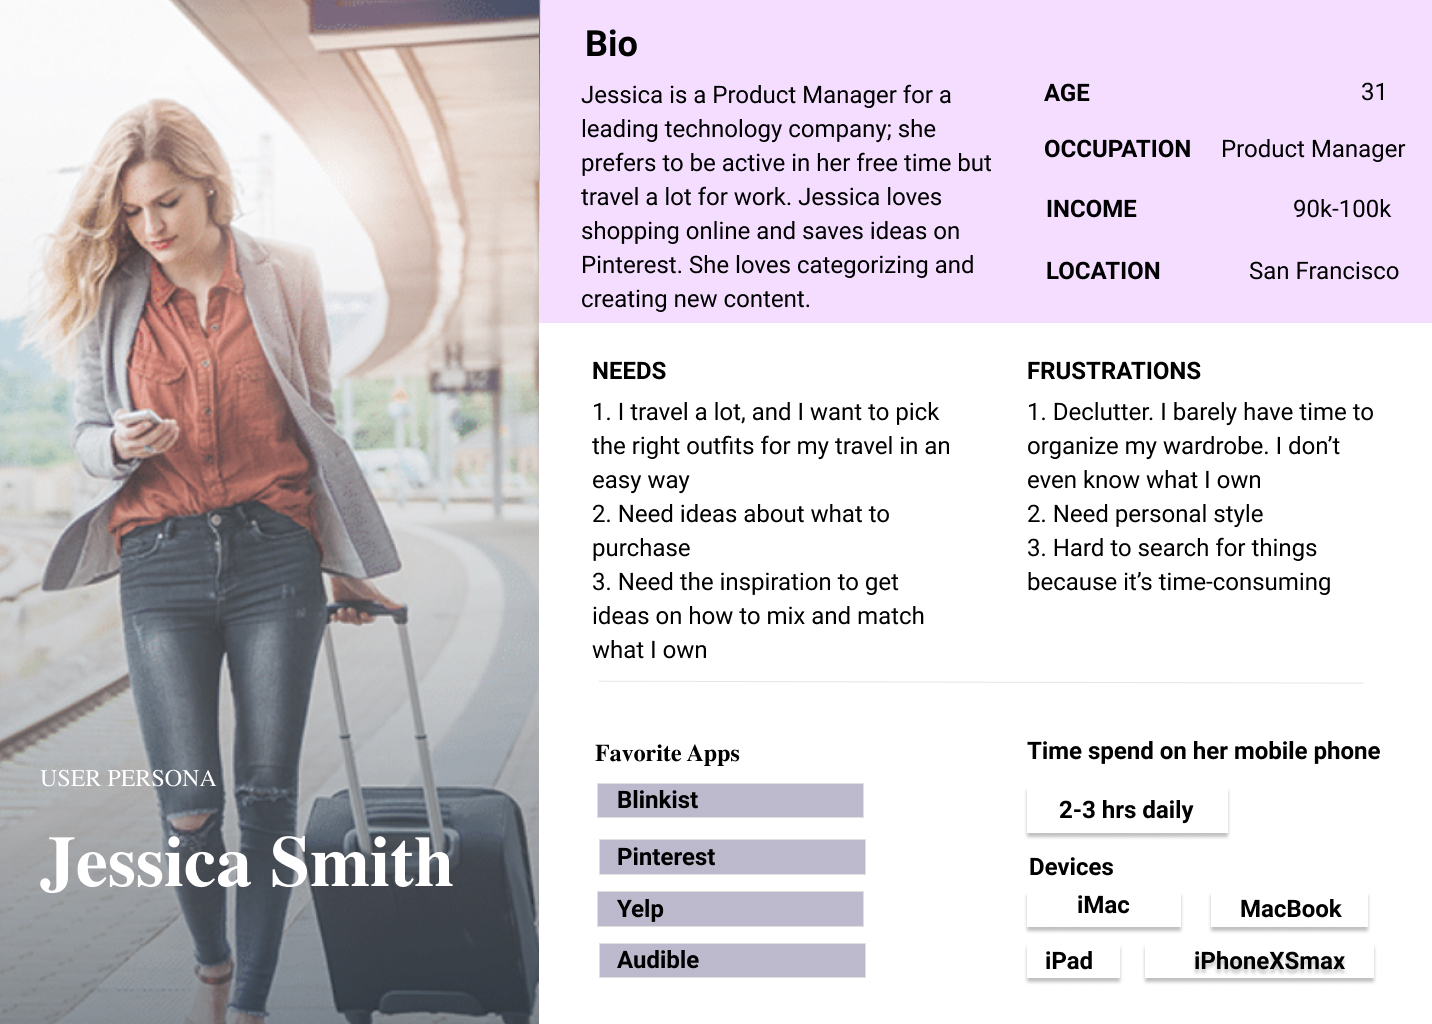 USER PERSONA
Jessica Smith
Bio
Jessica is a Product Manager for a
leading technology company; she
prefers to be active in her free time but
travel a lot for work. Jessica loves
shopping online and saves ideas on
Pinterest. She loves categorizing and
creating new content.
AGE 31
OCCUPATION Product Manager
INCOME 90k-100k
LOCATION San Francisco
NEEDS
1. I travel a lot, and I want to pick
the right outfits for my travel in an
easy way
2. Need ideas about what to
purchase
3. Need the inspiration to get
ideas on how to mix and match
what I own
FRUSTRATIONS
1. Declutter. I barely have time to
organize my wardrobe. I don’t
even know what I own
2. Need personal style
3. Hard to search for things
because it’s time-consuming
Favorite Apps
Blinkist
Pinterest
Yelp
Audible
Time spend on her mobile phone
2-3 hrs daily
Devices
iMac MacBook
iPad iPhoneXSmax